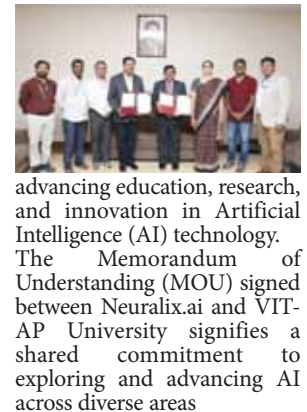 advancing education, research,
and innovation in Artificial
Intelligence (AI) technology.
The Memorandum of
Understanding (MOU) signed
between Neuralix.ai and VIT-
AP University signifies a
shared commitment to
exploring and advancing AI
across diverse areas